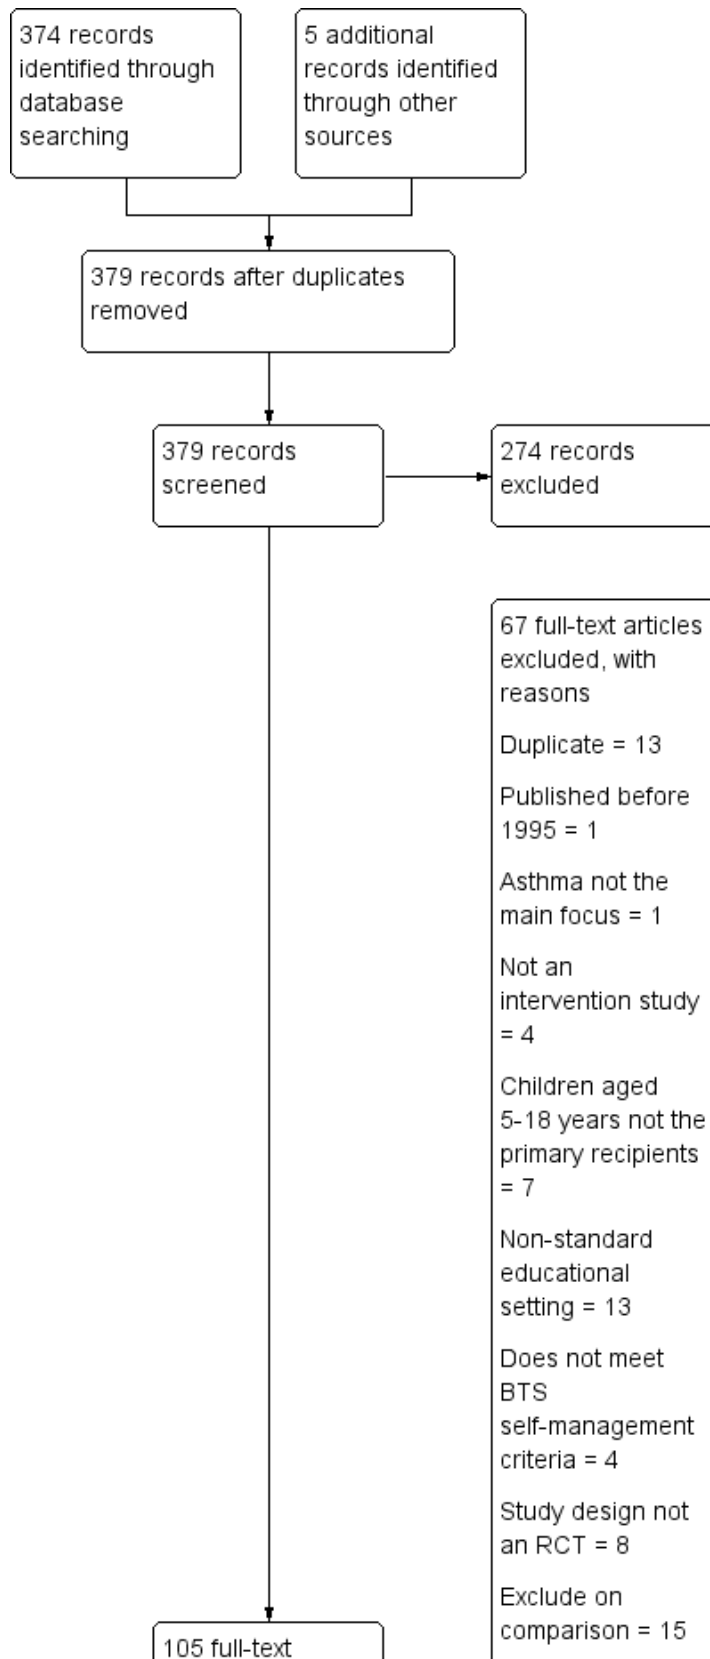 374 records
identified through
database
searching
5 additional
records identified
through other
sources
379 records after duplicates
removed
379 records
screened
274 records
excluded
67 full-text articles
excluded, with
reasons
Duplicate = 13
Published before
1995 = 1
Asthma not the
main focus = 1
Not an
intervention study
= 4
Children aged
5-18 years not the
primary recipients
= 7
Non-standard
educational
setting = 13
Does not meet
BTS
self-management
criteria = 4
Study design not
an RCT = 8
Exclude on
comparison = 15
105 full-text